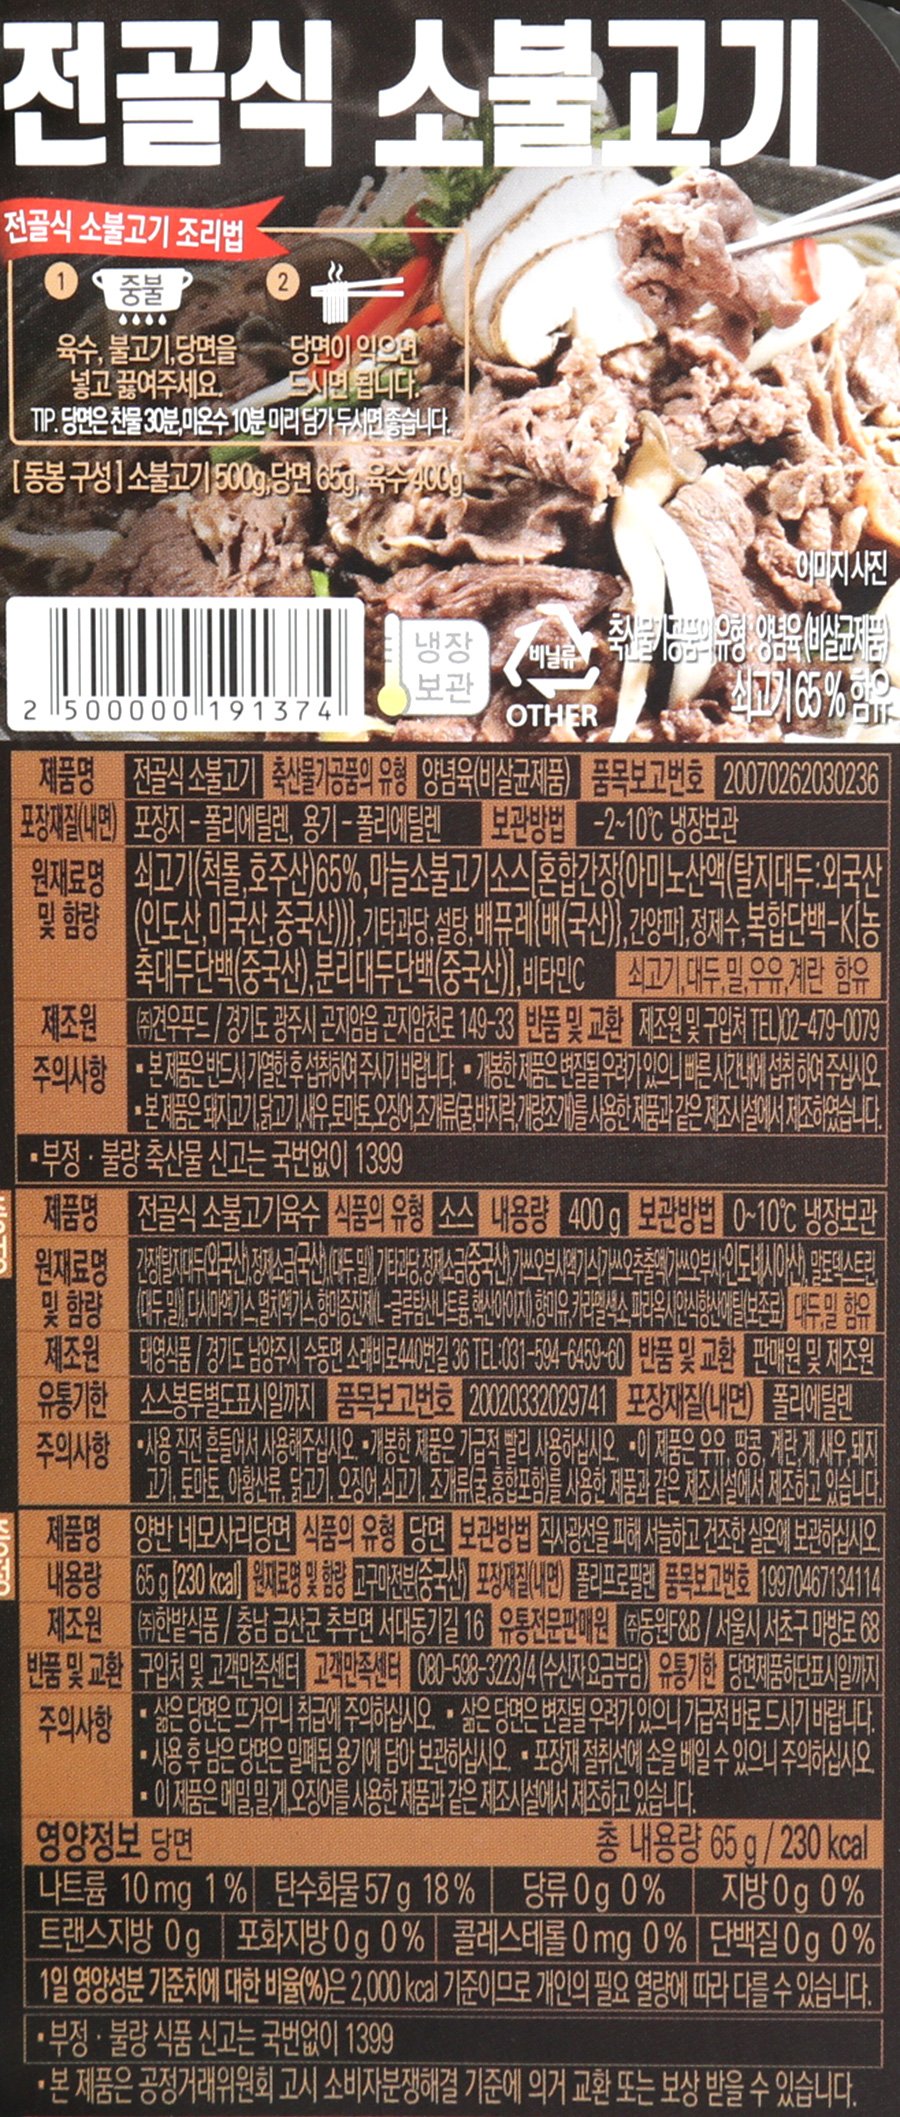 전골식 소불고기
전골식 소불고기 조리법
1 중불 2
육수, 불고기,당면을 당면이 익으면
넣고 끓여주세요. 드시면 됩니다.
TIP. 당면은 찬물 30분,미온수 10분 미리 담가 두시면 좋습니다.
[동봉 구성] 소불고기 500g,당면 65g, 육수 400g
이미지 사진
2 500000 191374
냉장
보관
비닐류
OTHER
축산물가공품의 유형 : 양념육 (비살균제품)
쇠고기 65 % 함유
제품명 전골식 소불고기 축산물가공품의 유형 양념육(비살균제품) 품목보고번호 20070262030236
포장재질(내면) 포장지 - 폴리에틸렌, 용기 - 폴리에틸렌 보관방법 -2~10℃ 냉장보관
원재료명 쇠고기(척롤,호주산)65%,마늘소불고기소스[혼합간장{아미노산액(탈지대두:외국산
및 함량 (인도산,미국산,중국산))},기타과당,설탕,배퓨레{배(국산)},간양파],정제수,복합단백-K[농
축대두단백(중국산),분리대두단백(중국산)],비타민C 쇠고기,대두,밀,우유,계란 함유
제조원 ㈜건우푸드 / 경기도 광주시 곤지암읍 곤지암천로 149-33 반품 및 교환 제조원 및 구입처 TEL)02-479-0079
주의사항 ▪ 본 제품은 반드시 가열한 후 섭취하여 주시기 바랍니다. ▪ 개봉한 제품은 변질될 우려가 있으니 빠른 시간내에 섭취 하여 주십시오.
▪ 본 제품은 돼지고기,닭고기,새우,토마토,오징어,조개류(굴,바지락,개량조개)를 사용한 제품과 같은 제조시설에서 제조하였습니다.
▪ 부정 · 불량 축산물 신고는 국번없이 1399
제품명 전골식 소불고기육수 식품의 유형 소스 내용량 400 g 보관방법 0~10℃ 냉장보관
원재료명 간장[탈지대두(외국산),정제소금(국산),(대두,밀)],기타과당,정제소금(중국산),
및 함량 (대두,밀)],다시마엑기스,멸치엑기스, 대두,밀 함유
제조원 태영식품 / 경기도 남양주시 수동면 소래비로440번길 36 TEL:031-594-6459~60 반품 및 교환 판매원 및 제조원
유통기한 소스봉투별도표시일까지 품목보고번호 20020332029741 포장재질(내면) 폴리에틸렌
주의사항 ▪사용 직전 흔들어서 사용해주십시오. ▪개봉한 제품은 가급적 빨리 사용하십시오. ▪이 제품은 우유, 땅콩, 계란, 게, 새우, 돼지
고기, 토마토, 아황산류, 닭고기, 오징어,쇠고기, 조개류(굴,홍합포함)를 사용한 제품과 같은 제조시설에서 제조하고 있습니다.
제품명 양반 네모사리당면 식품의 유형 당면 보관방법 직사광선을 피해 서늘하고 건조한 실온에 보관하십시오.
내용량 65 g [230 kcal] 원재료명 및 함량 고구마전분(중국산) 포장재질(내면) 폴리프로필렌 품목보고번호 19970467134114
제조원 ㈜한밭식품 / 충남 금산군 추부면 서대동기길 16 유통전문판매원 ㈜동원F&B / 서울시 서초구 마방로 68
반품 및 교환 구입처 및 고객만족센터 고객만족센터 080-598-3223/4 (수신자요금부담) 유통기한 당면제품하단표시일까지
주의사항 ▪ 삶은 당면은 뜨거우니 취급에 주의하십시오. ▪ 삶은 당면은 변질될 우려가 있으니 가급적 바로 드시기 바랍니다.
▪ 사용 후 남은 당면은 밀폐된 용기에 담아 보관하십시오. ▪ 포장재 절취선에 손을 베일 수 있으니 주의하십시오.
▪ 이 제품은 메밀,밀,게,오징어를 사용한 제품과 같은 제조시설에서 제조하고 있습니다.
영양정보 당면 총 내용량 65 g / 230 kcal
나트륨 10 mg 1 % 탄수화물 57 g 18 % 당류 0 g 0 % 지방 0 g 0 %
트랜스지방 0 g 포화지방 0 g 0 % 콜레스테롤 0 mg 0 % 단백질 0 g 0 %
1일 영양성분 기준치에 대한 비율(%)은 2,000 kcal 기준이므로 개인의 필요 열량에 따라 다를 수 있습니다.
▪ 부정 · 불량 식품 신고는 국번없이 1399
▪ 본 제품은 공정거래위원회 고시 소비자분쟁해결 기준에 의거 교환 또는 보상 받을 수 있습니다.